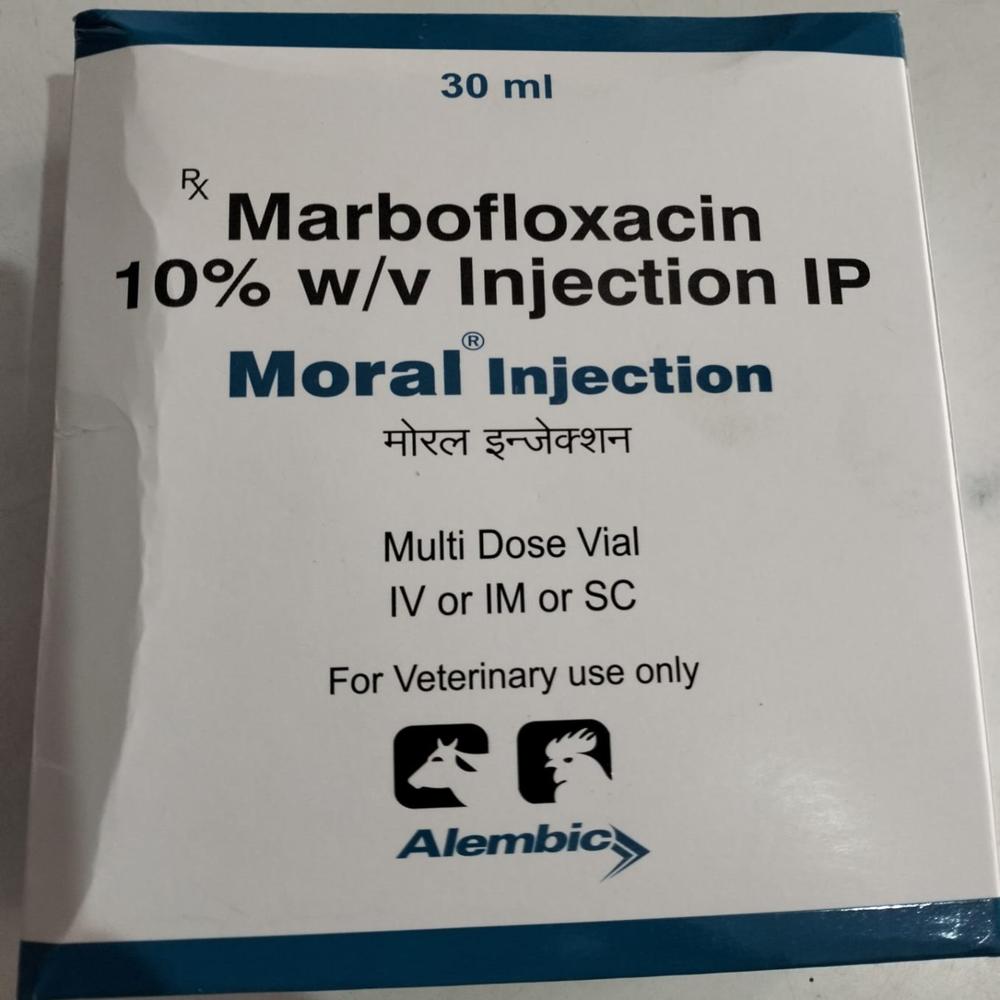 30 ml
Rx Marbofloxacin
10% w/v Injection IP
Moral® Injection
मोरल इन्जेक्शन
Multi Dose Vial
IV or IM or SC
For Veterinary use only
Alembic